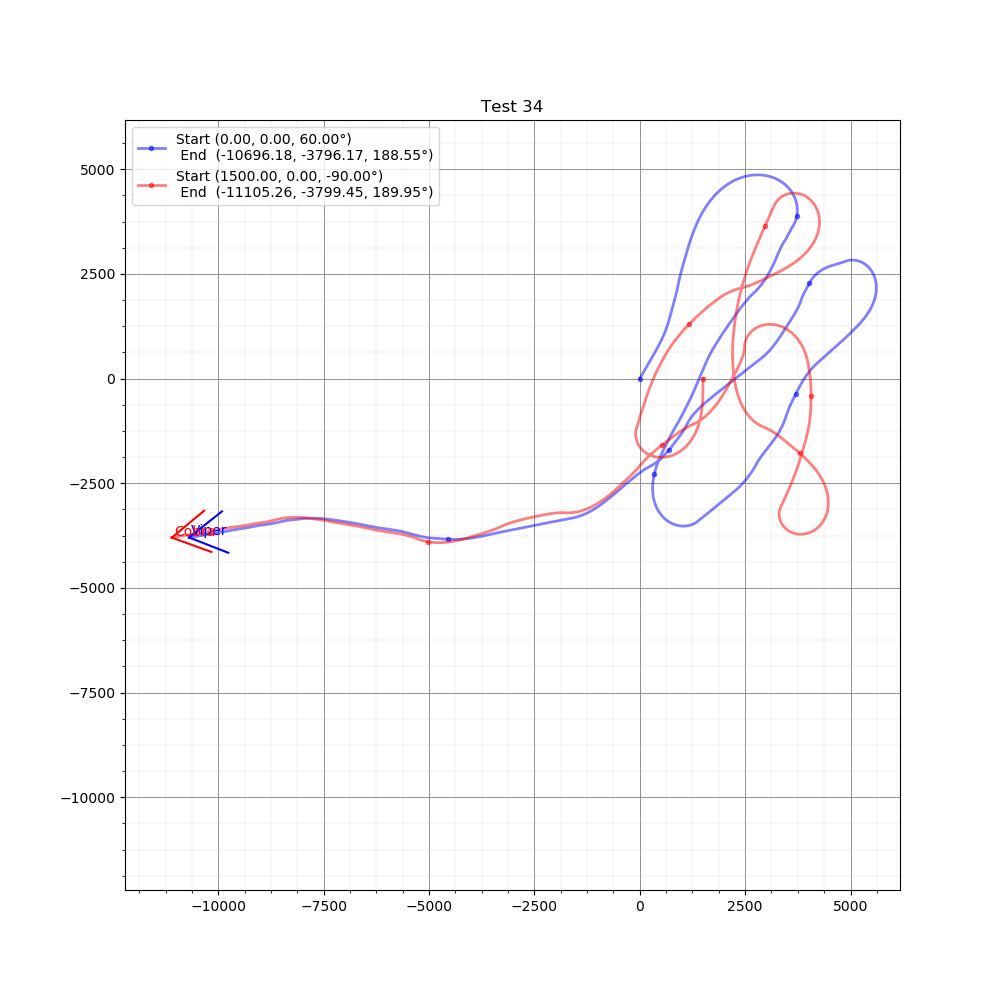 Test 34
Start (0.00, 0.00, 60.00°)
End  (-10696.18, -3796.17, 188.55°)
Start (1500.00, 0.00, -90.00°)
End  (-11105.26, -3799.45, 189.95°)
5000
2500
0
−2500
−5000
−7500
−10000
Viper
−10000 −7500 −5000 −2500 0 2500 5000